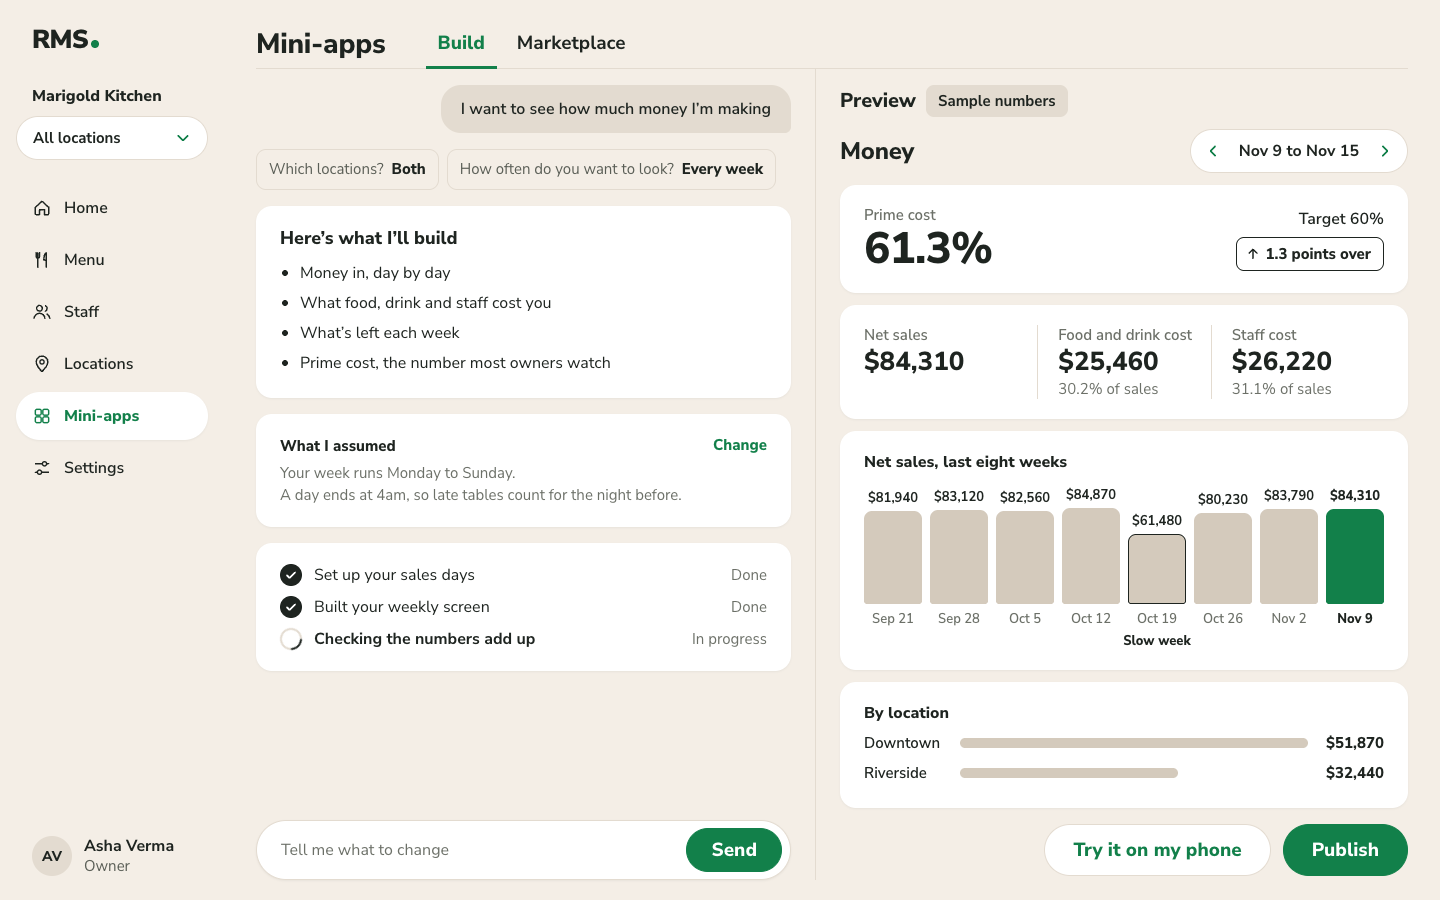 RMS.
Marigold Kitchen
All locations
Home
Menu
Staff
Locations
Mini-apps
Settings
AV
Asha Verma
Owner
Mini-apps
Build
Marketplace
I want to see how much money I’m making
Which locations? Both
How often do you want to look? Every week
Here’s what I’ll build
• Money in, day by day
• What food, drink and staff cost you
• What’s left each week
• Prime cost, the number most owners watch
What I assumed
Change
Your week runs Monday to Sunday.
A day ends at 4am, so late tables count for the night before.
Set up your sales days Done
Built your weekly screen Done
Checking the numbers add up In progress
Tell me what to change
Send
Preview
Sample numbers
Money
Nov 9 to Nov 15
Prime cost
61.3%
Target 60%
↑ 1.3 points over
Net sales
$84,310
Food and drink cost
$25,460
30.2% of sales
Staff cost
$26,220
31.1% of sales
Net sales, last eight weeks
$81,940 $83,120 $82,560 $84,870 $61,480 $80,230 $83,790 $84,310
Sep 21 Sep 28 Oct 5 Oct 12 Oct 19 Oct 26 Nov 2 Nov 9
Slow week
By location
Downtown $51,870
Riverside $32,440
Try it on my phone
Publish